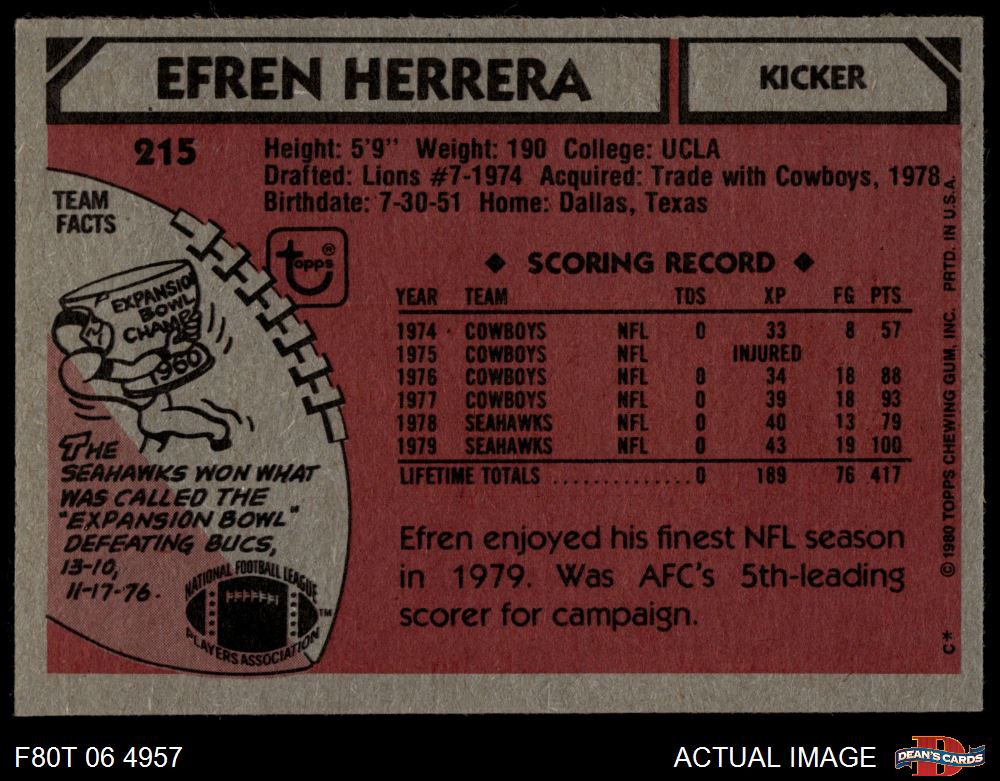 EFREN HERRERA
KICKER
215
Height: 5'9" Weight: 190 College: UCLA
Drafted: Lions #7-1974 Acquired: Trade with Cowboys, 1978.
Birthdate: 7-30-51 Home: Dallas, Texas
TEAM
FACTS
topps®
EXPANSION
BOWL
CHAMP
1960
THE
SEAHAWKS WON WHAT
WAS CALLED THE
"EXPANSION BOWL"
DEFEATING BUCS,
13-10,
11-17-76.
NATIONAL FOOTBALL LEAGUE
PLAYERS ASSOCIATION
TM
◆ SCORING RECORD ◆
YEAR TEAM TDS XP FG PTS
1974 COWBOYS NFL 0 33 8 57
1975 COWBOYS NFL INJURED
1976 COWBOYS NFL 0 34 18 88
1977 COWBOYS NFL 0 39 18 93
1978 SEAHAWKS NFL 0 40 13 79
1979 SEAHAWKS NFL 0 43 19 100
LIFETIME TOTALS ..............0 189 76 417
Efren enjoyed his finest NFL season
in 1979. Was AFC's 5th-leading
scorer for campaign.
© 1980 TOPPS CHEWING GUM, INC. PRTD. IN U.S.A.
C*
F80T 06 4957
ACTUAL IMAGE
D
DEAN'S CARDS